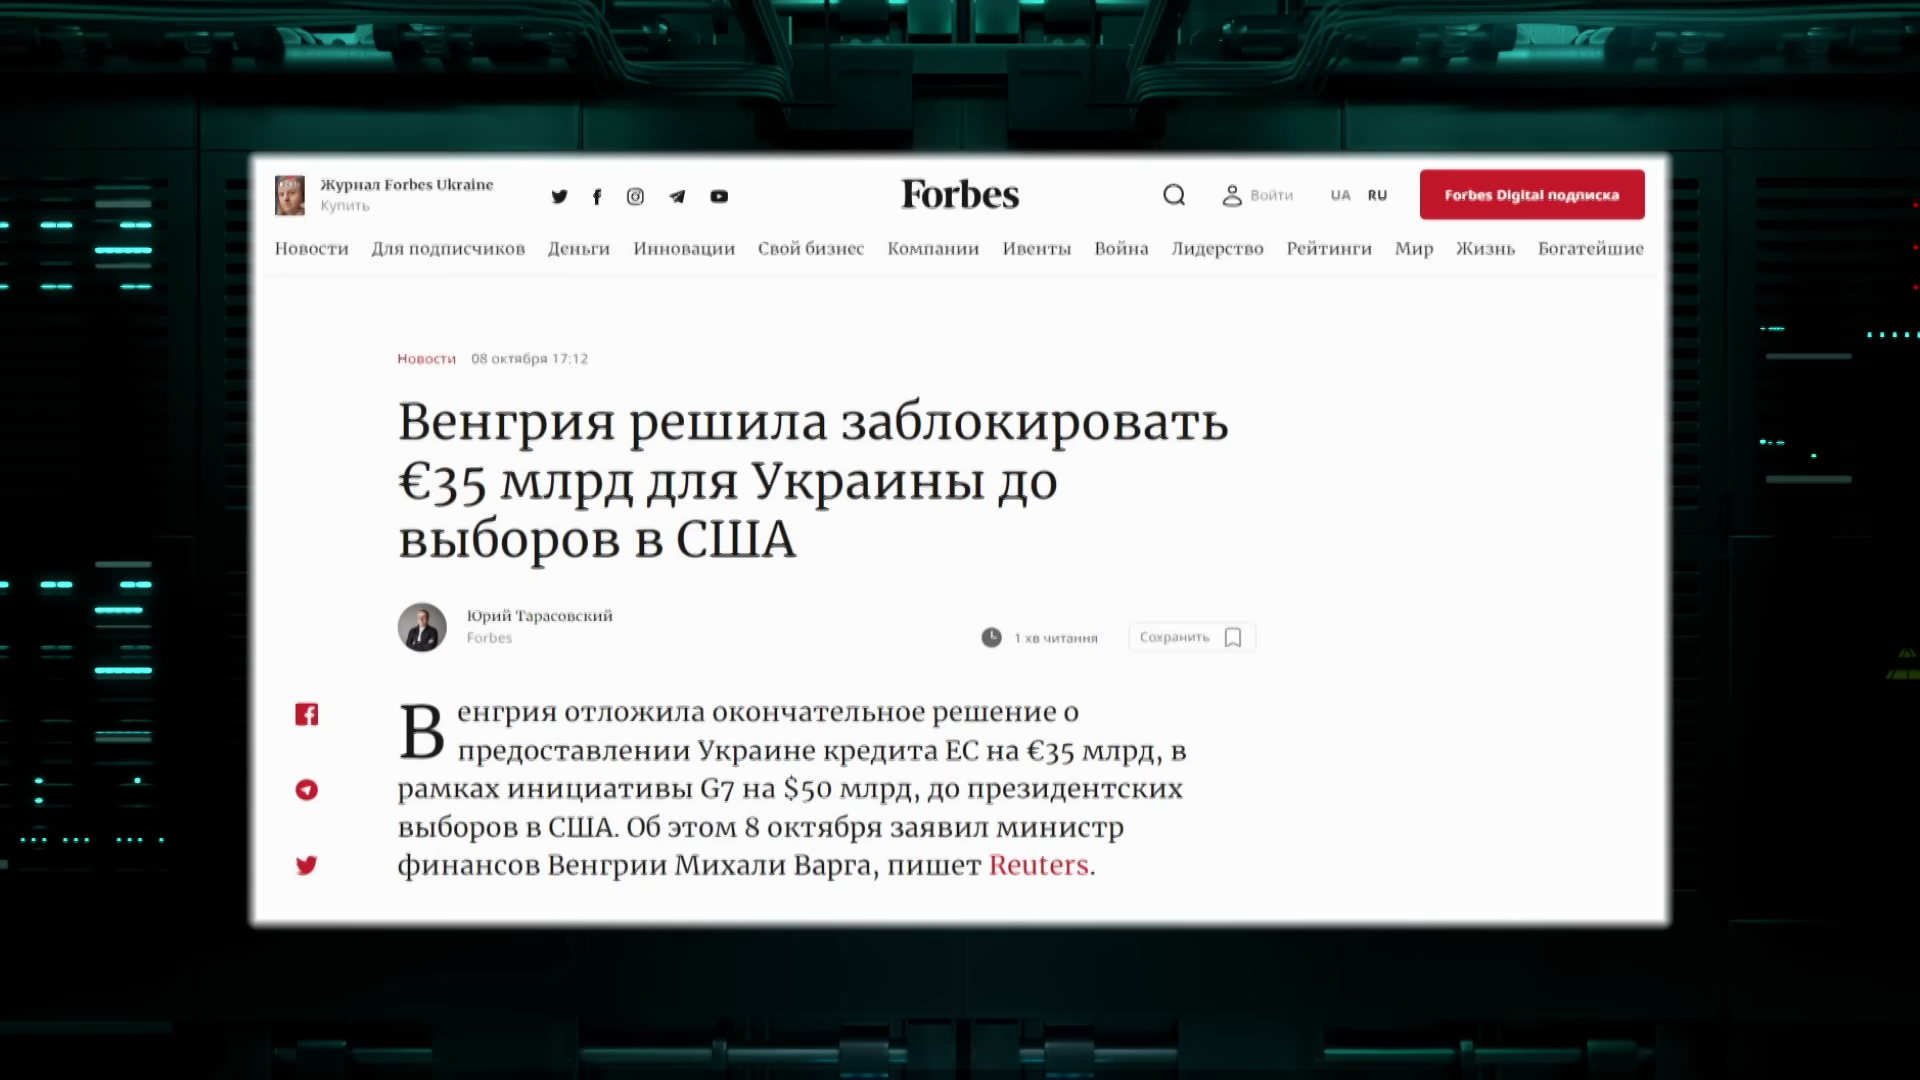 Журнал Forbes Ukraine
Купить
Forbes
Войти
UA RU
Forbes Digital подписка
Новости Для подписчиков Деньги Инновации Свой бизнес Компании Ивенты Война Лидерство Рейтинги Мир Жизнь Богатейшие
Новости 08 октября 17:12
Венгрия решила заблокировать
€35 млрд для Украины до
выборов в США
Юрий Тарасовский
Forbes
1 хв читання
Сохранить
Венгрия отложила окончательное решение о
предоставлении Украине кредита ЕС на €35 млрд, в
рамках инициативы G7 на $50 млрд, до президентских
выборов в США. Об этом 8 октября заявил министр
финансов Венгрии Михали Варга, пишет Reuters.